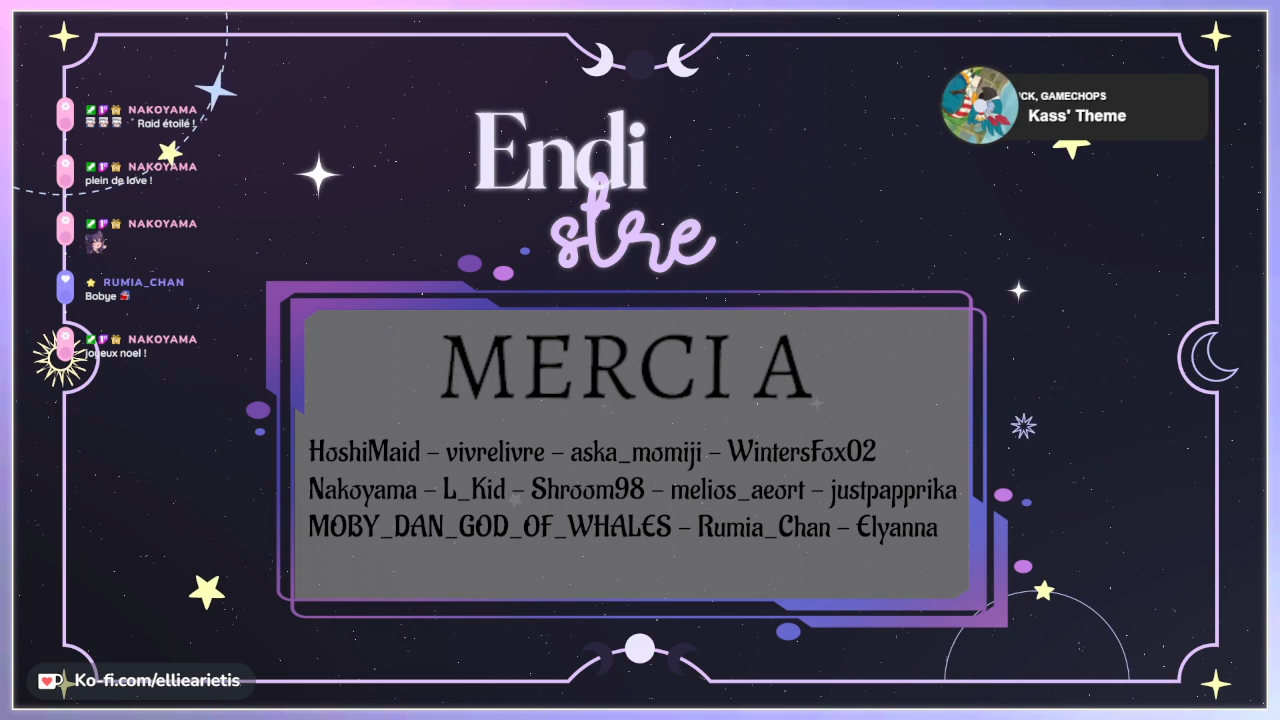 NAKOYAMA
Raid étoilé !
NAKOYAMA
plein de love !
NAKOYAMA
RUMIA_CHAN
Bobye
NAKOYAMA
joyeux noel !
Endi
stre
'CK, GAMECHOPS
Kass' Theme
MERCI A
HoshiMaid – vivrelivre – aska_momiji – WintersFox02
Nakoyama – L_Kid – Shroom98 – melios_aeort – justpapprika
MOBY_DAN_GOD_OF_WHALES – Rumia_Chan – Elyanna
Ko-fi.com/elliearietis